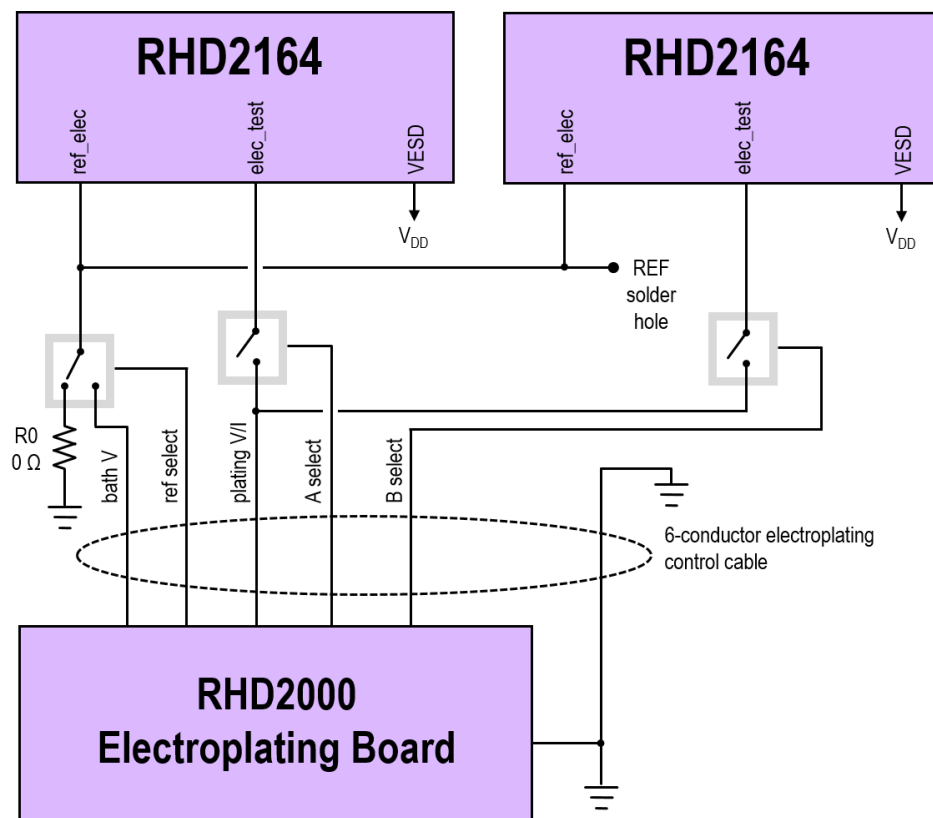 RHD2164
ref_elec
elec_test
VESD
VDD
RHD2164
ref_elec
elec_test
VESD
VDD
REF
solder
hole
R0
0 Ω
bath V
ref select
plating V/I
A select
B select
6-conductor electroplating
control cable
RHD2000
Electroplating Board